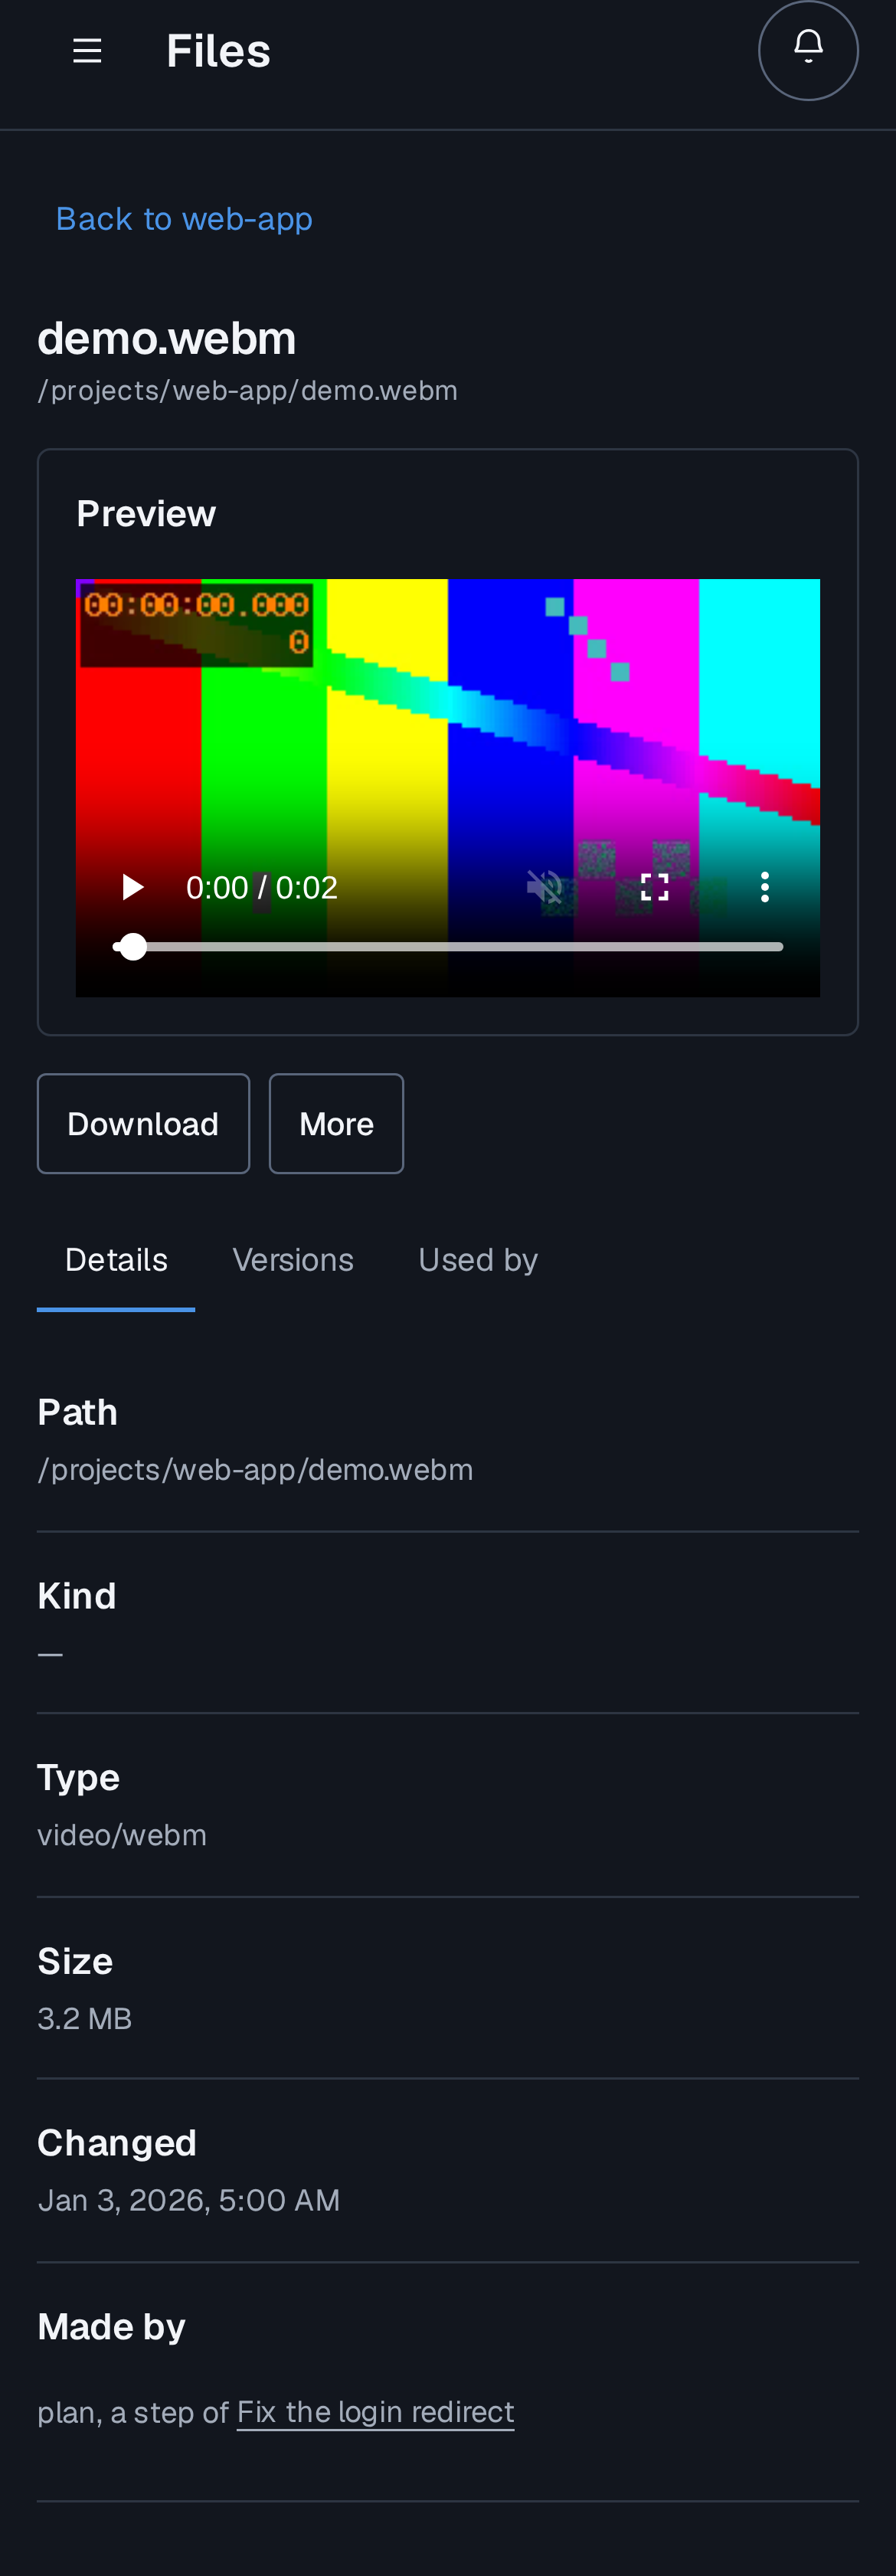 Files
Back to web-app
demo.webm
/projects/web-app/demo.webm
Preview
00:00:00.000
0
0:00 / 0:02
Download
More
Details
Versions
Used by
Path
/projects/web-app/demo.webm
Kind
—
Type
video/webm
Size
3.2 MB
Changed
Jan 3, 2026, 5:00 AM
Made by
plan, a step of Fix the login redirect